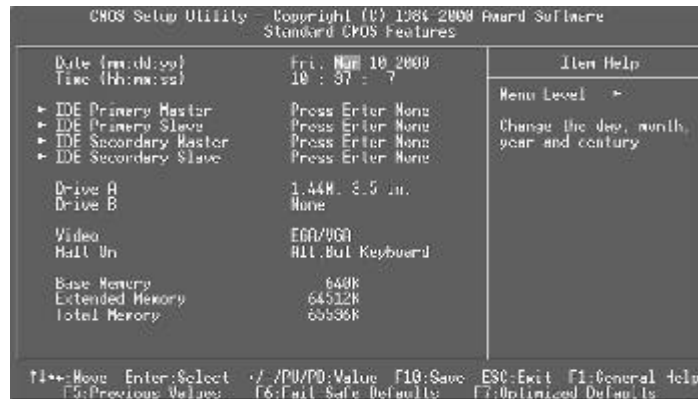 CMOS Setup Utility - Copyright (C) 1984-2000 Award Software
Standard CMOS Features
Date (mm:dd:yy) Fri, Mar 10 2000
Time (hh:mm:ss) 10 : 37 : 7
Item Help
Menu Level ►
► IDE Primary Master Press Enter None
► IDE Primary Slave Press Enter None
► IDE Secondary Master Press Enter None
► IDE Secondary Slave Press Enter None
Change the day, month,
year and century
Drive A 1.44M, 3.5 in.
Drive B None
Video EGA/VGA
Halt On All,But Keyboard
Base Memory 640K
Extended Memory 64512K
Total Memory 65536K
↑↓→←:Move Enter:Select +/-/PU/PD:Value F10:Save ESC:Exit F1:General Help
F5:Previous Values F6:Fail Safe Defaults F7:Optimized Defaults